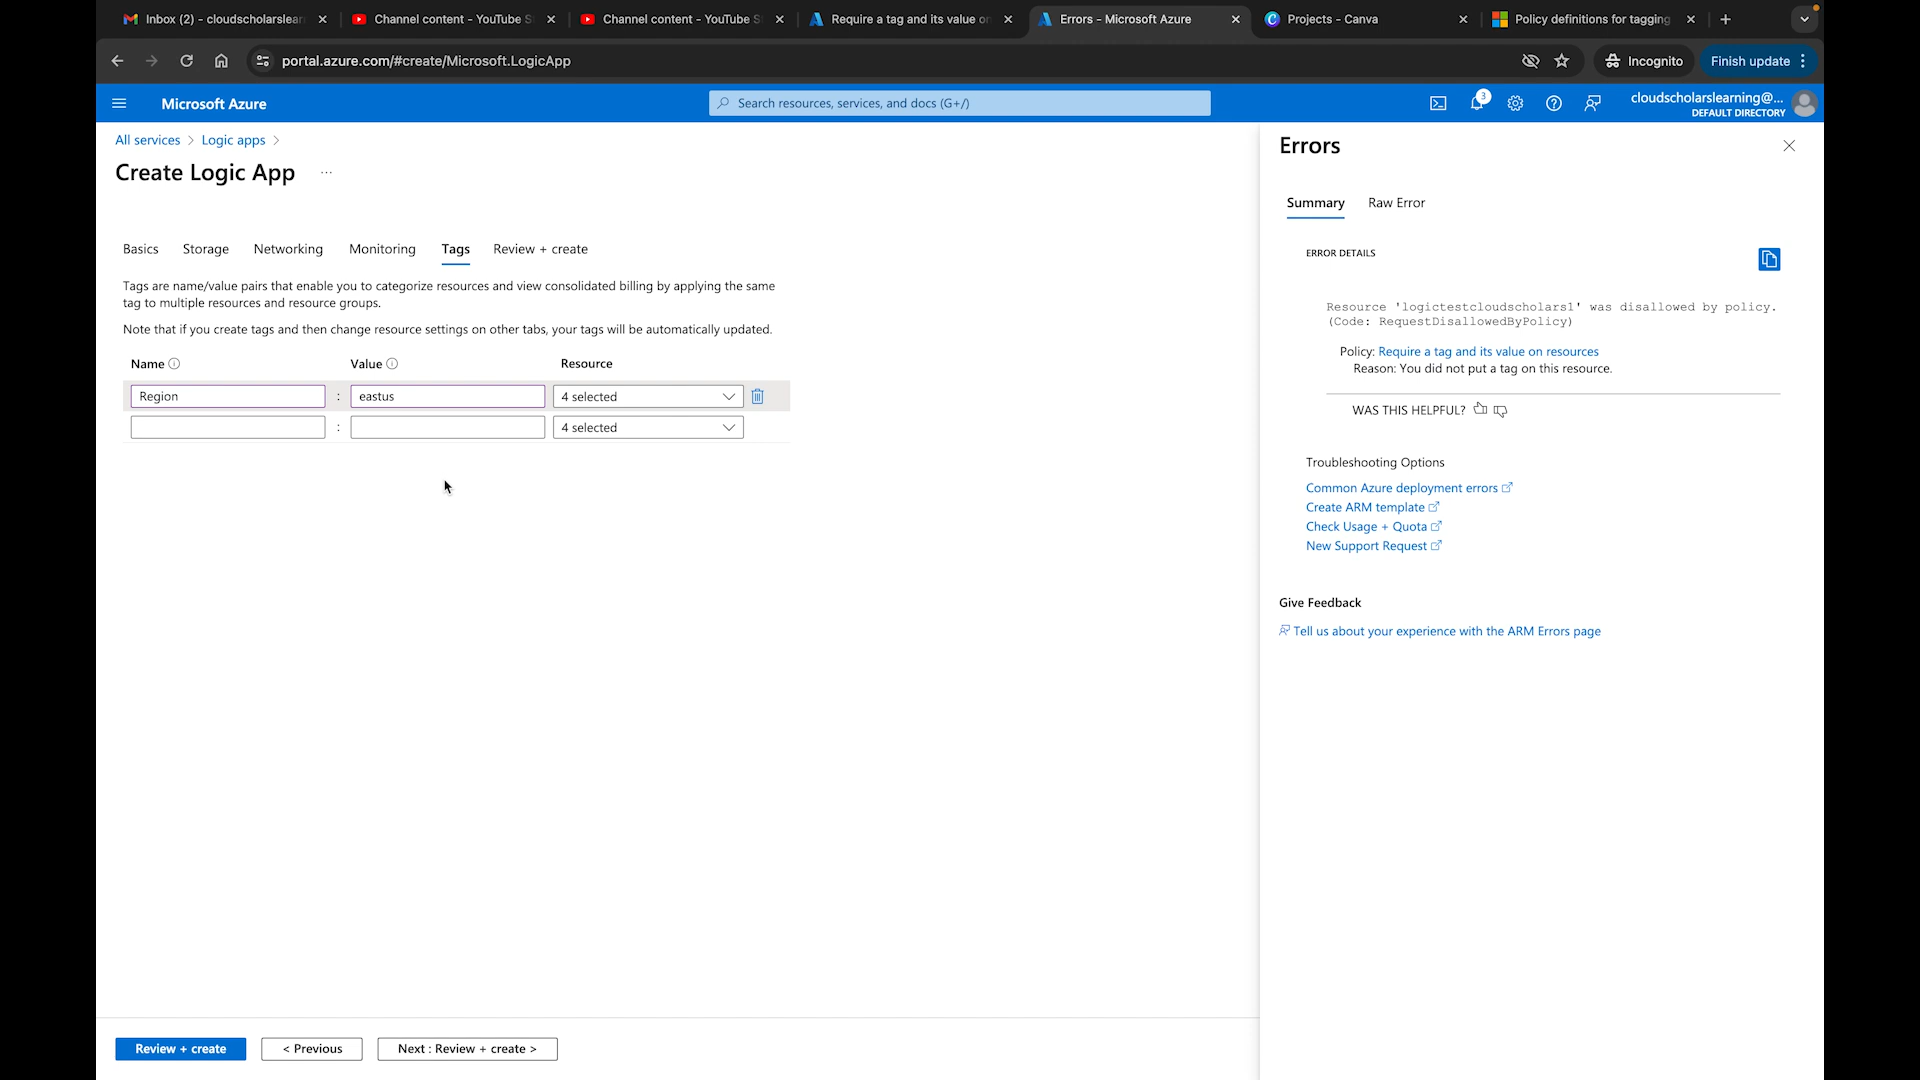 Inbox (2) - cloudscholarslear
Channel content - YouTube S
Channel content - YouTube S
Require a tag and its value on
Errors - Microsoft Azure
Projects - Canva
Policy definitions for tagging
portal.azure.com/#create/Microsoft.LogicApp
Incognito
Finish update
Microsoft Azure
Search resources, services, and docs (G+/)
3
cloudscholarslearning@...
DEFAULT DIRECTORY
All services > Logic apps >
Create Logic App ...
Basics Storage Networking Monitoring Tags Review + create
Tags are name/value pairs that enable you to categorize resources and view consolidated billing by applying the same
tag to multiple resources and resource groups.
Note that if you create tags and then change resource settings on other tabs, your tags will be automatically updated.
Name Value Resource
Region : eastus 4 selected
: 4 selected
Review + create < Previous Next : Review + create >
Errors
Summary Raw Error
ERROR DETAILS
Resource 'logictestcloudscholars1' was disallowed by policy.
(Code: RequestDisallowedByPolicy)
Policy: Require a tag and its value on resources
Reason: You did not put a tag on this resource.
WAS THIS HELPFUL?
Troubleshooting Options
Common Azure deployment errors
Create ARM template
Check Usage + Quota
New Support Request
Give Feedback
Tell us about your experience with the ARM Errors page